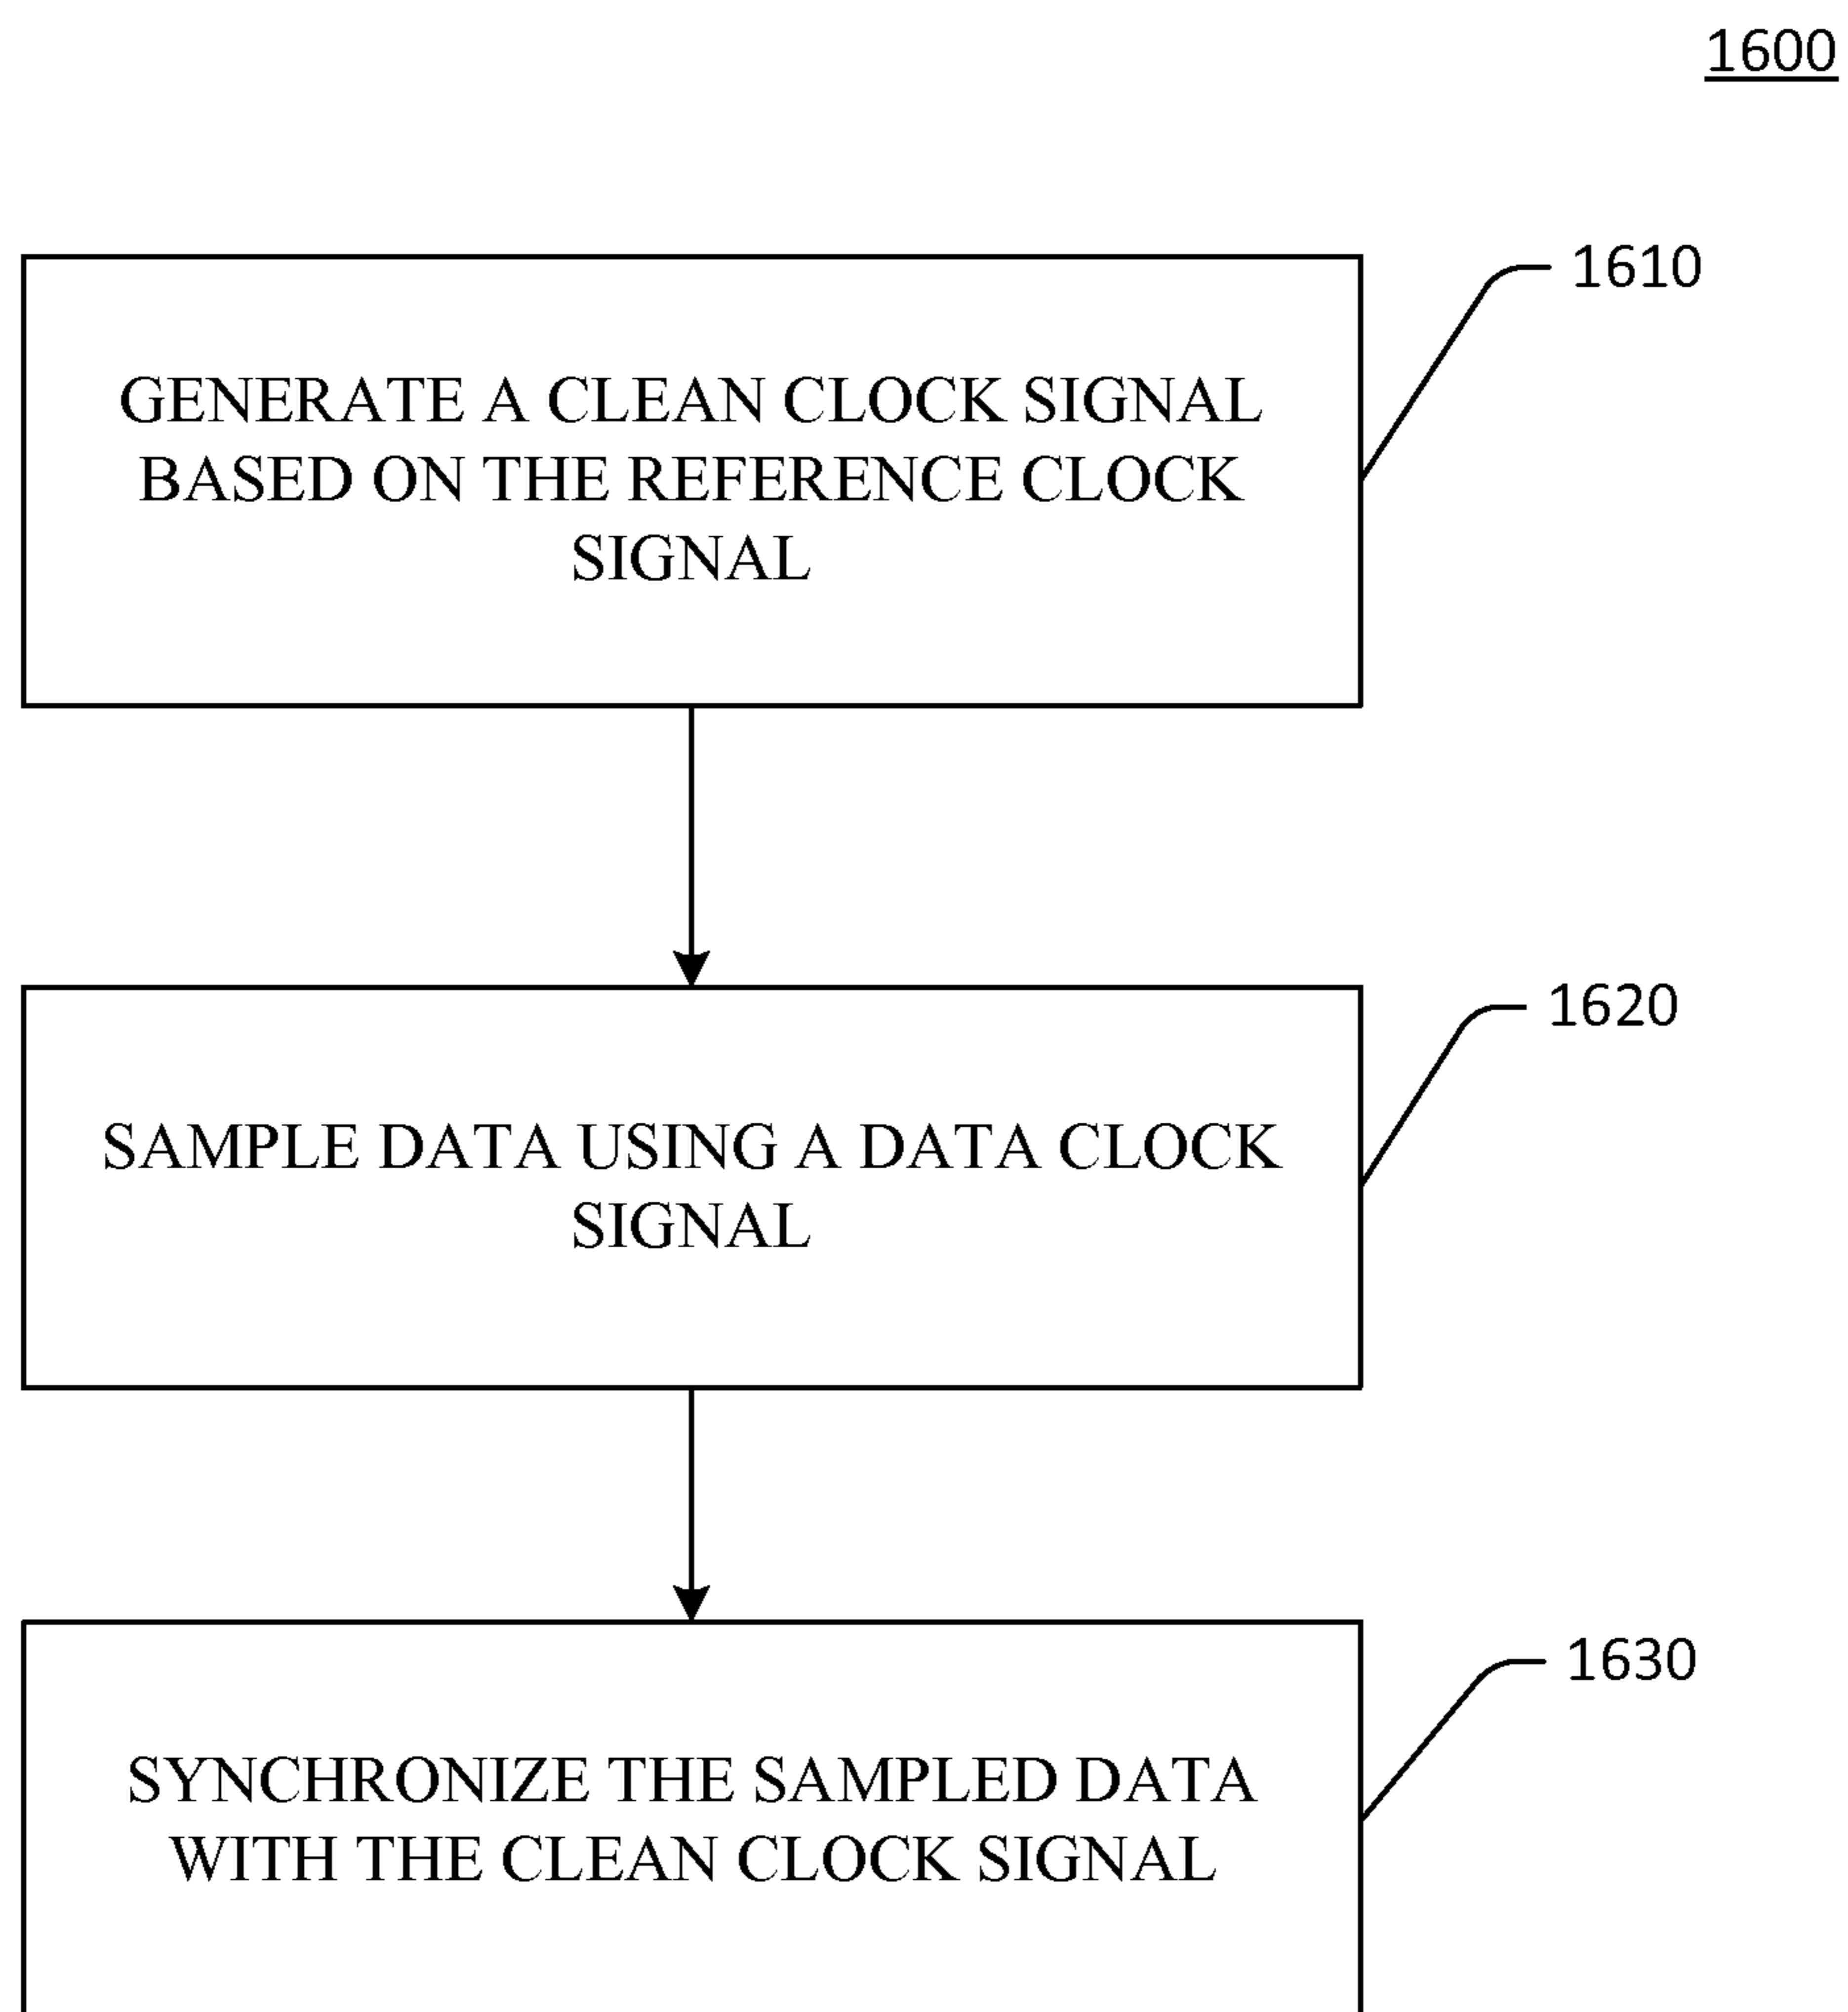 1600
1610
GENERATE A CLEAN CLOCK SIGNAL
BASED ON THE REFERENCE CLOCK
SIGNAL
1620
SAMPLE DATA USING A DATA CLOCK
SIGNAL
1630
SYNCHRONIZE THE SAMPLED DATA
WITH THE CLEAN CLOCK SIGNAL